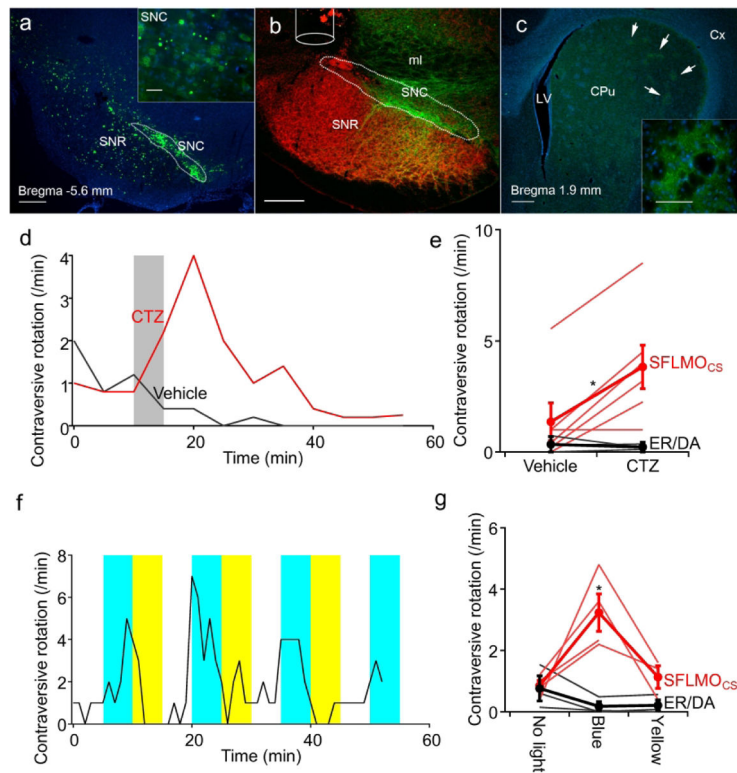 a
SNC
SNR
SNC
Bregma -5.6 mm
b
ml
SNC
SNR
c
Cx
LV
CPu
Bregma 1.9 mm
d
Contraversive rotation (/min)
4
3
2
1
0
CTZ
Vehicle
0
20
40
60
Time (min)
e
Contraversive rotation (/min)
10
5
0
*
SFLMOCS
ER/DA
Vehicle
CTZ
f
Contraversive rotation (/min)
8
6
4
2
0
0
20
40
60
Time (min)
g
Contraversive rotation (/min)
6
4
2
0
*
SFLMOCS
ER/DA
No light
Blue
Yellow